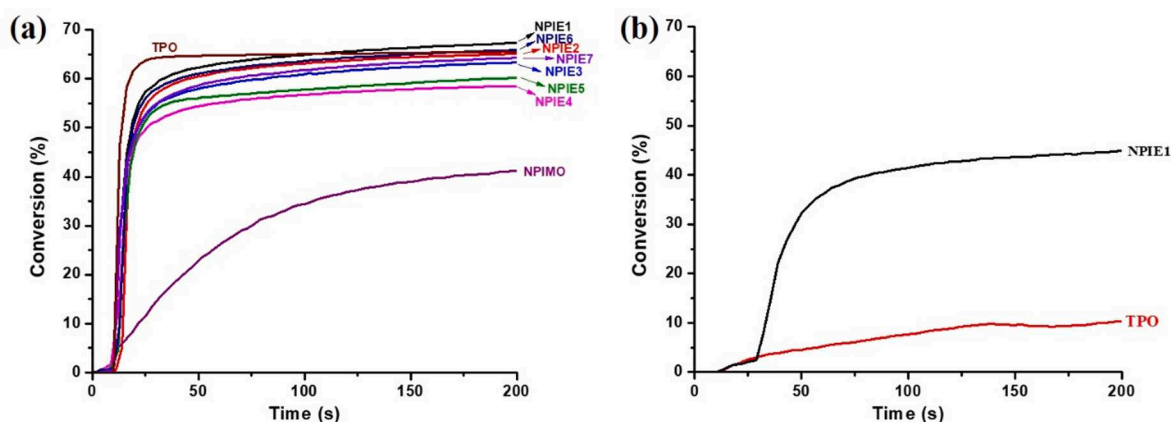 (a)
Conversion (%)
70
60
50
40
30
20
10
0
0 50 100 150 200
Time (s)
TPO
NPIE1
NPIE6
NPIE2
NPIE7
NPIE3
NPIE5
NPIE4
NPIMO
(b)
Conversion (%)
70
60
50
40
30
20
10
0
0 50 100 150 200
Time (s)
NPIE1
TPO